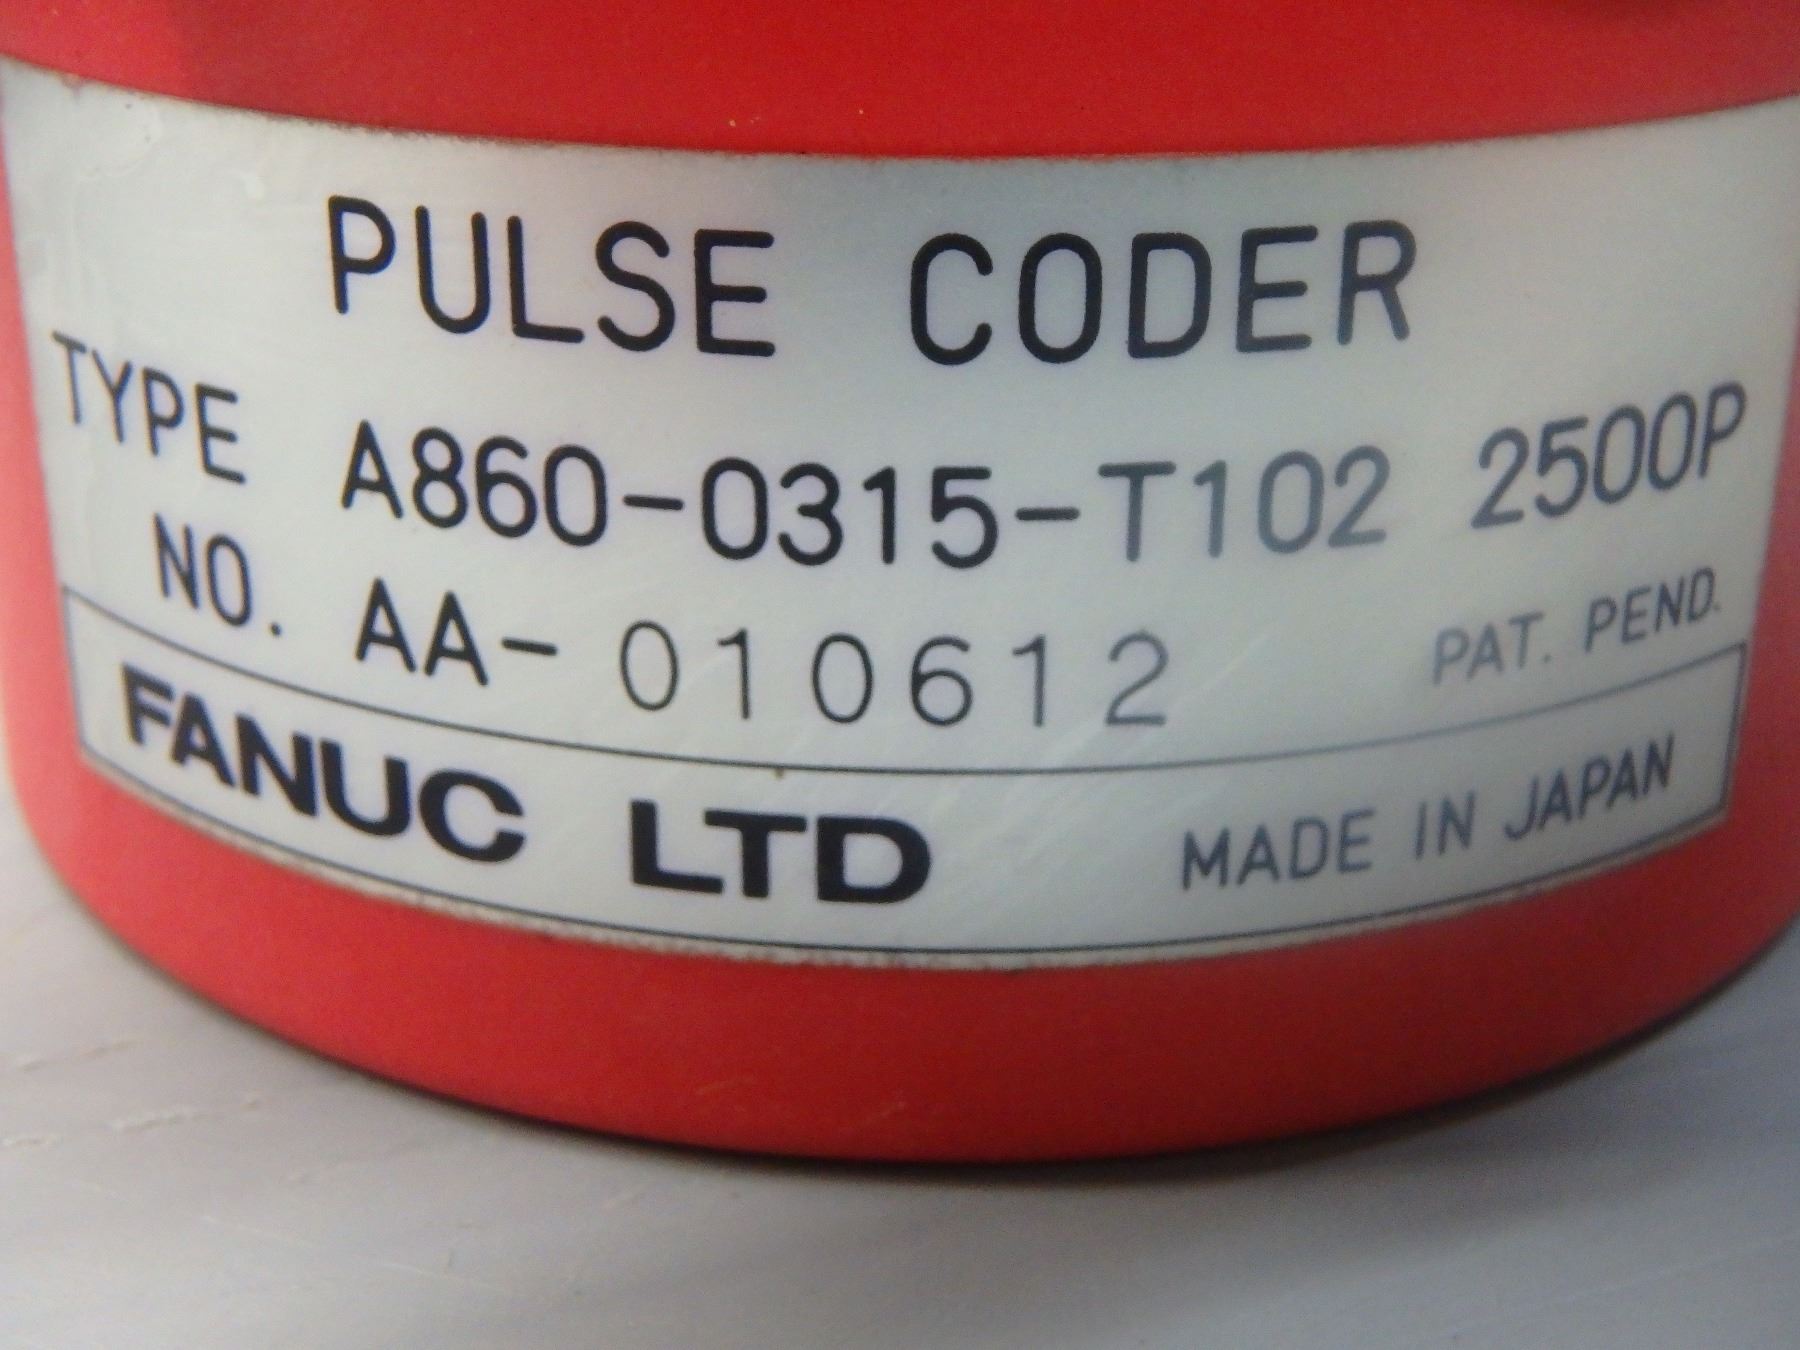 PULSE CODER
TYPE A860-0315-T102 2500P
NO. AA-010612 PAT. PEND.
FANUC LTD MADE IN JAPAN